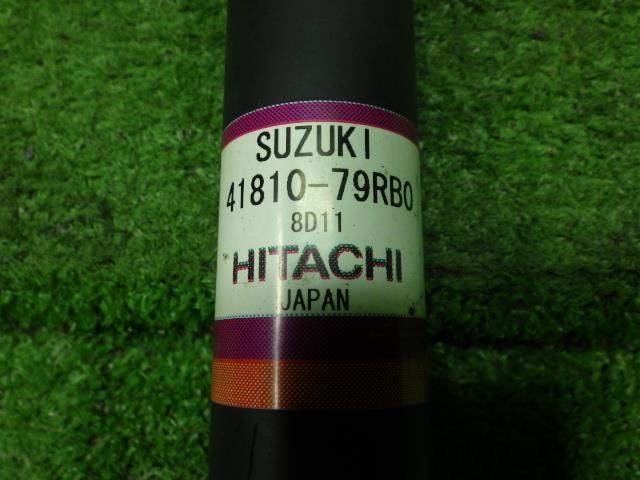 SUZUKI
41810-79RB0
8D11
HITACHI
JAPAN